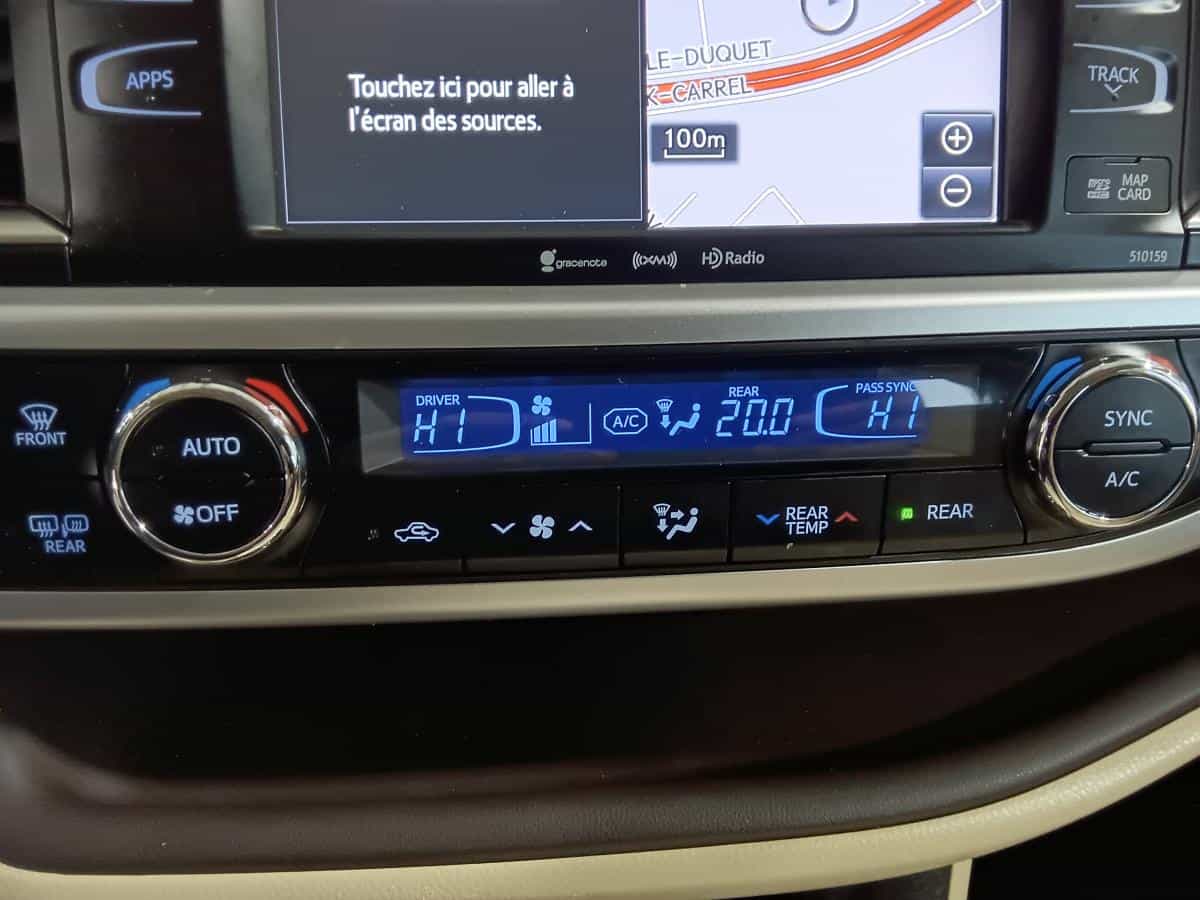 APPS
Touchez ici pour aller à
l'écran des sources.
LE-DUQUET
K-CARREL
100m
+
−
TRACK
micro
MAP
CARD
gracenote
((XM))
HD Radio
510159
FRONT
REAR
AUTO
OFF
DRIVER
HI
A/C
REAR
20.0
PASS SYNC
HI
REAR
TEMP
REAR
SYNC
A/C